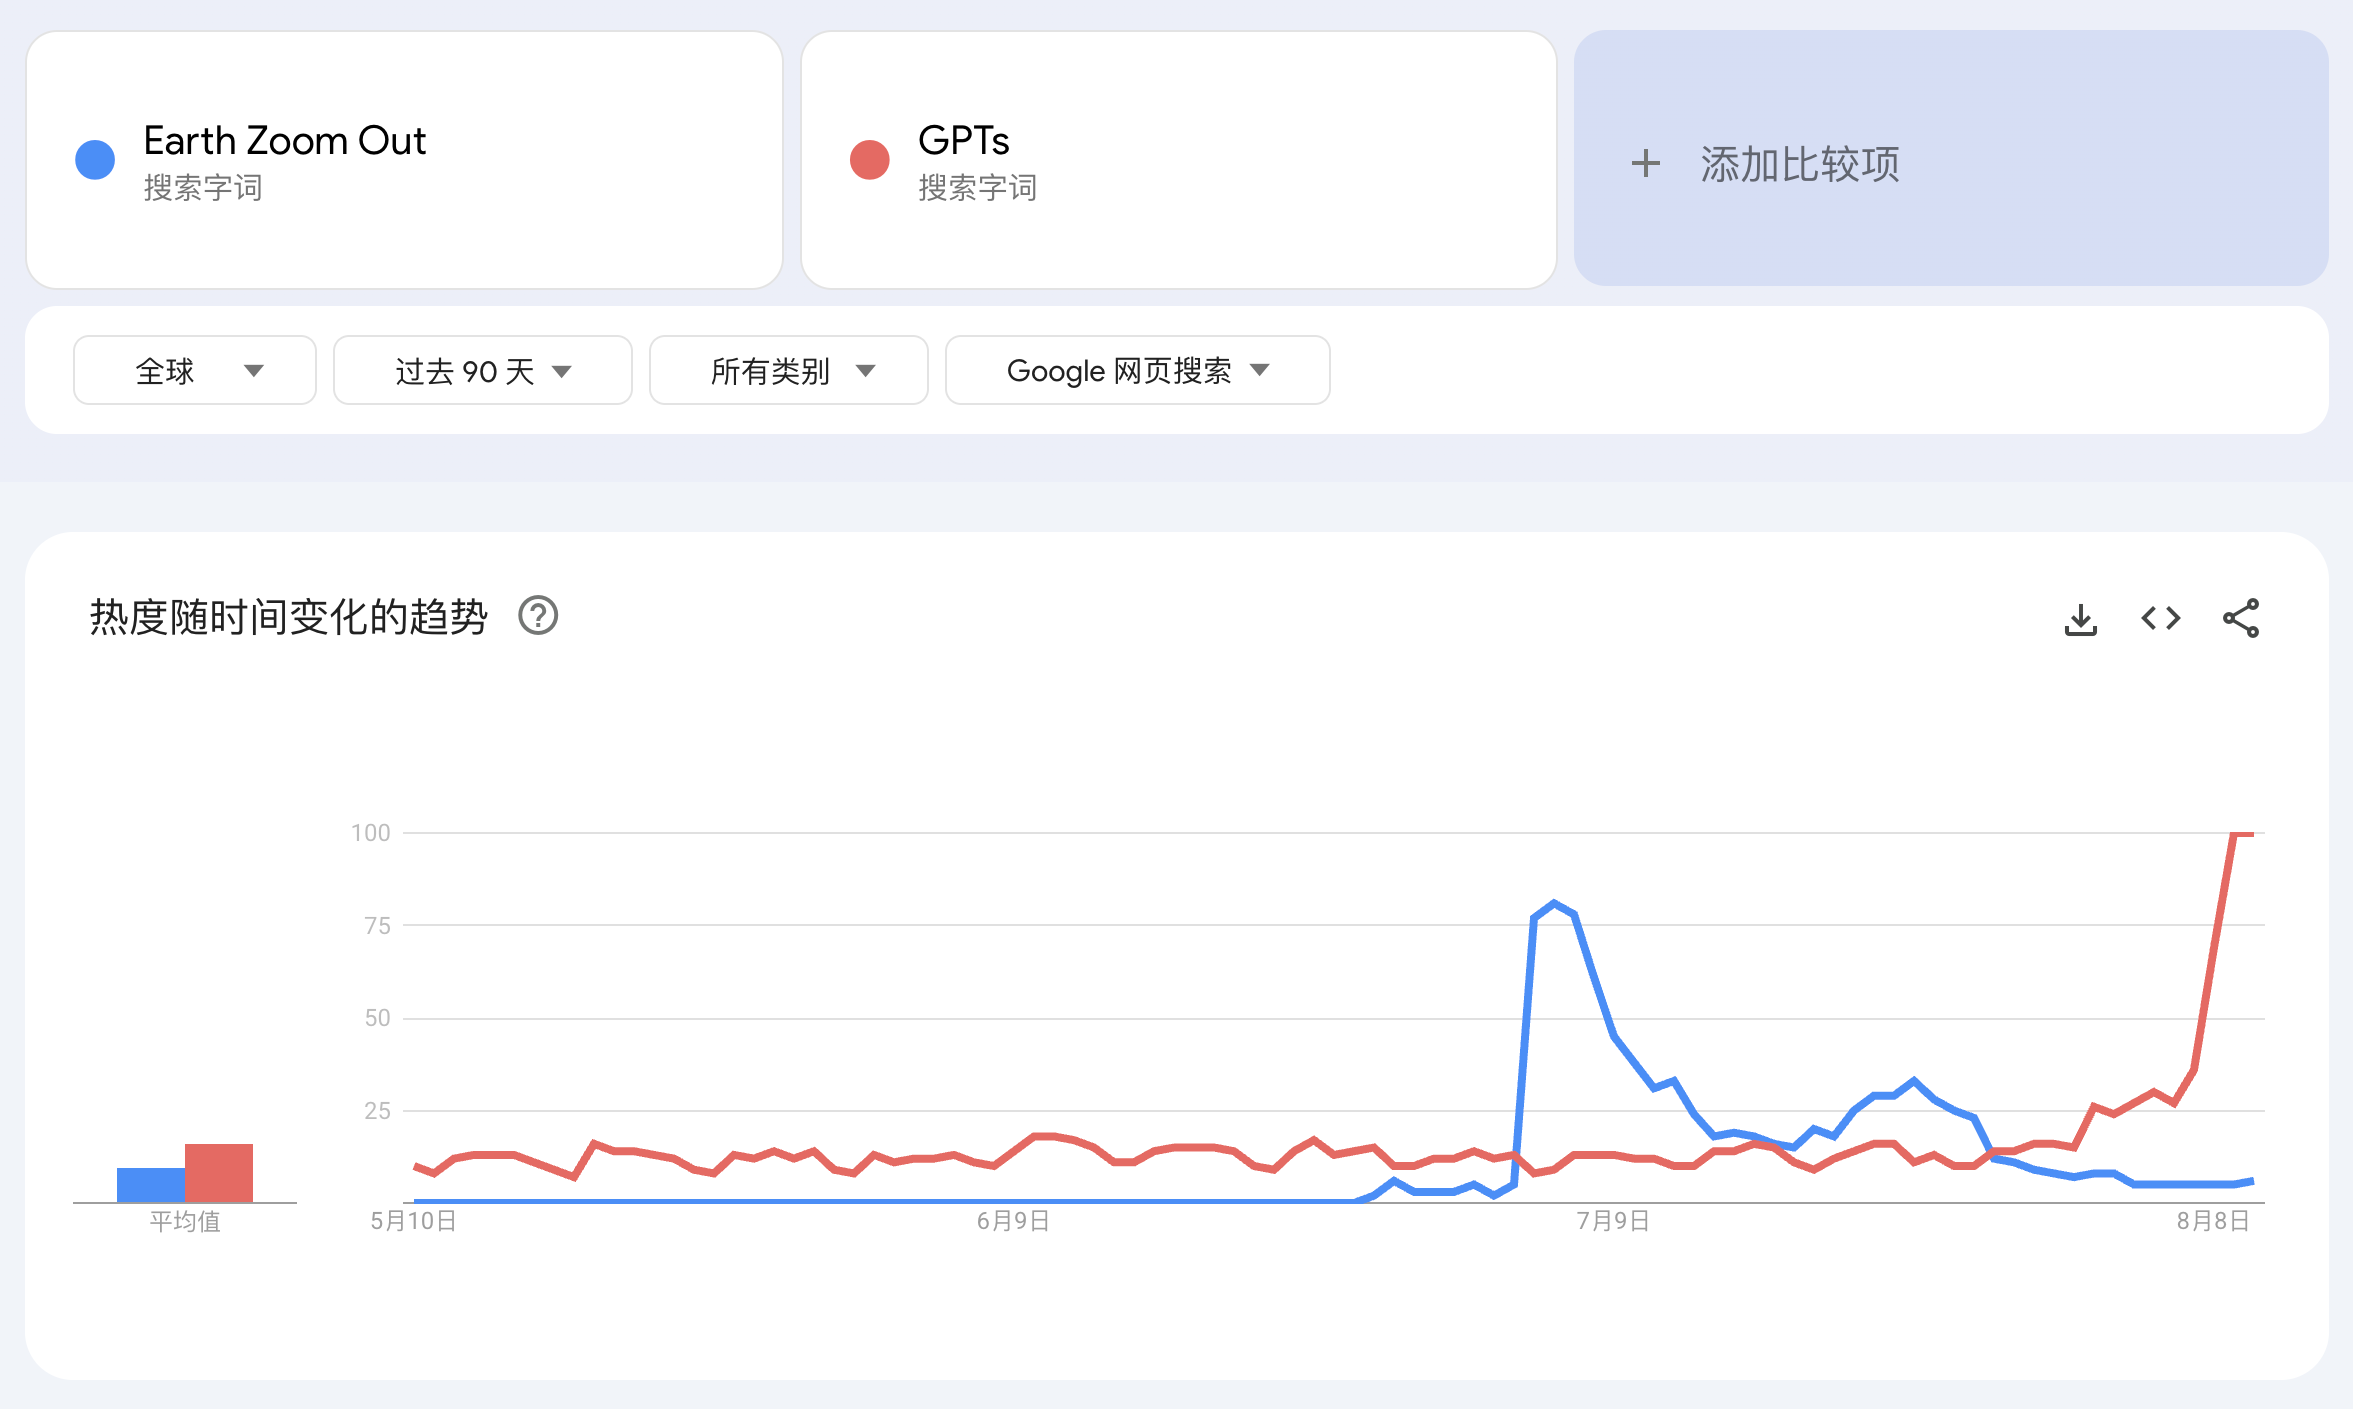 Earth Zoom Out
搜索字词
GPTs
搜索字词
+ 添加比较项
全球
过去 90 天
所有类别
Google 网页搜索
热度随时间变化的趋势
?
100
75
50
25
平均值
5月10日
6月9日
7月9日
8月8日